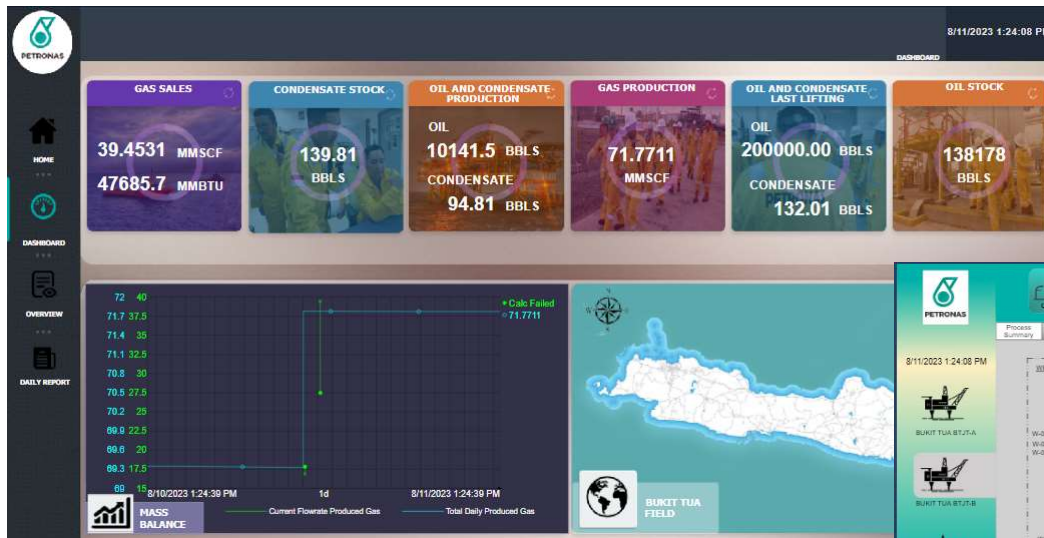 PETRONAS
8/11/2023 1:24:08 PM
DASHBOARD
HOME
DASHBOARD
OVERVIEW
DAILY REPORT
GAS SALES
39.4531 MMSCF
47685.7 MMBTU
CONDENSATE STOCK
139.81
BBLS
OIL AND CONDENSATE
PRODUCTION
OIL
10141.5 BBLS
CONDENSATE
94.81 BBLS
GAS PRODUCTION
71.7711
MMSCF
OIL AND CONDENSATE
LAST LIFTING
OIL
200000.00 BBLS
CONDENSATE
132.01 BBLS
OIL STOCK
138178
BBLS
72 40
71.7 37.5
71.4 35
71.1 32.5
70.8 30
70.5 27.5
70.2 25
69.9 22.5
69.6 20
69.3 17.5
69 15
Calc Failed
71.7711
8/10/2023 1:24:39 PM 1d 8/11/2023 1:24:39 PM
Current Flowrate Produced Gas Total Daily Produced Gas
MASS
BALANCE
W E
BUKIT TUA
FIELD
PETRONAS
Process
Summary
8/11/2023 1:24:08 PM
BUKIT TUA BTJT-A
BUKIT TUA BTJT-B
W-0
W-0
W-0